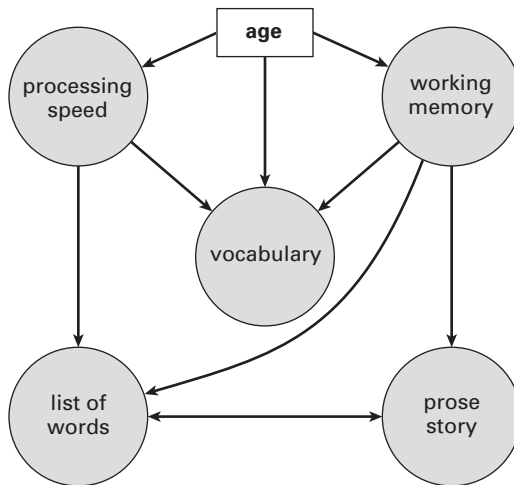 age
processing
speed
working
memory
vocabulary
list of
words
prose
story